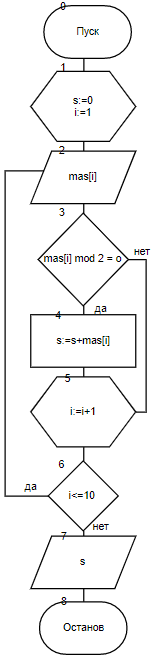 0
Пуск
1
s:=0
i:=1
2
mas[i]
3
mas[i] mod 2 = o
нет
да
4
s:=s+mas[i]
5
i:=i+1
6
i<=10
да
нет
7
s
8
Останов